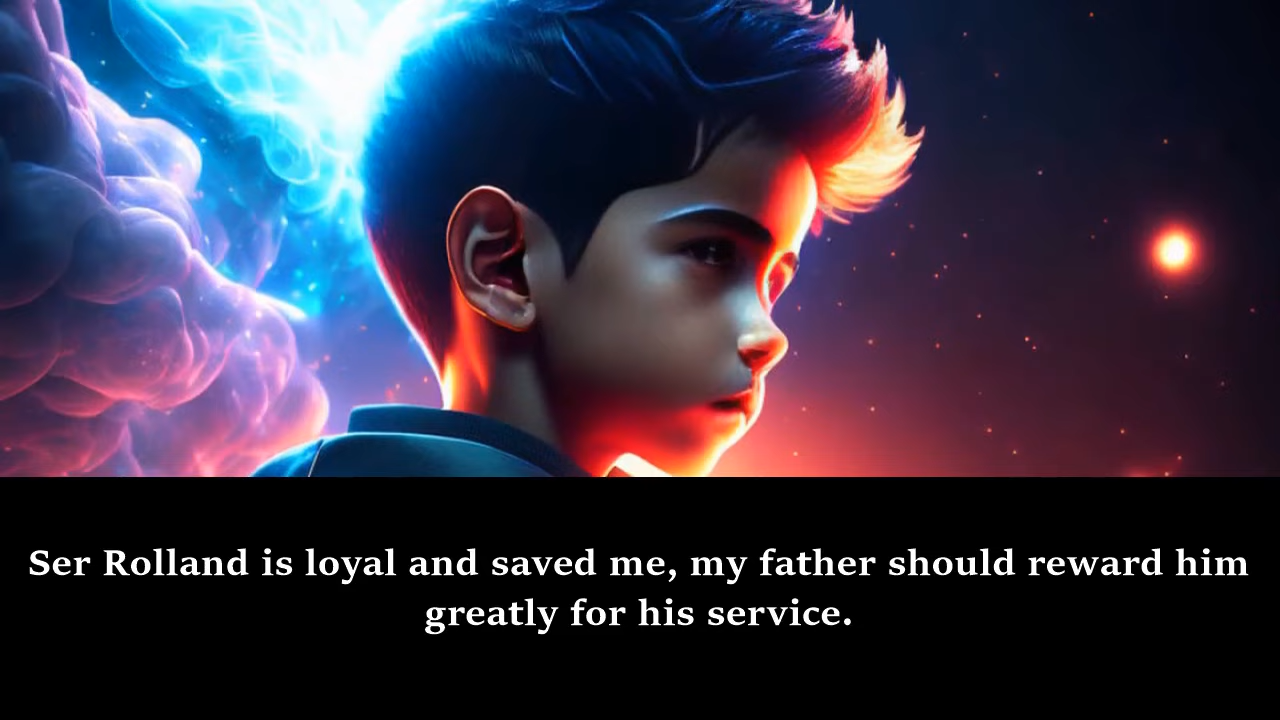 Ser Rolland is loyal and saved me, my father should reward him
greatly for his service.